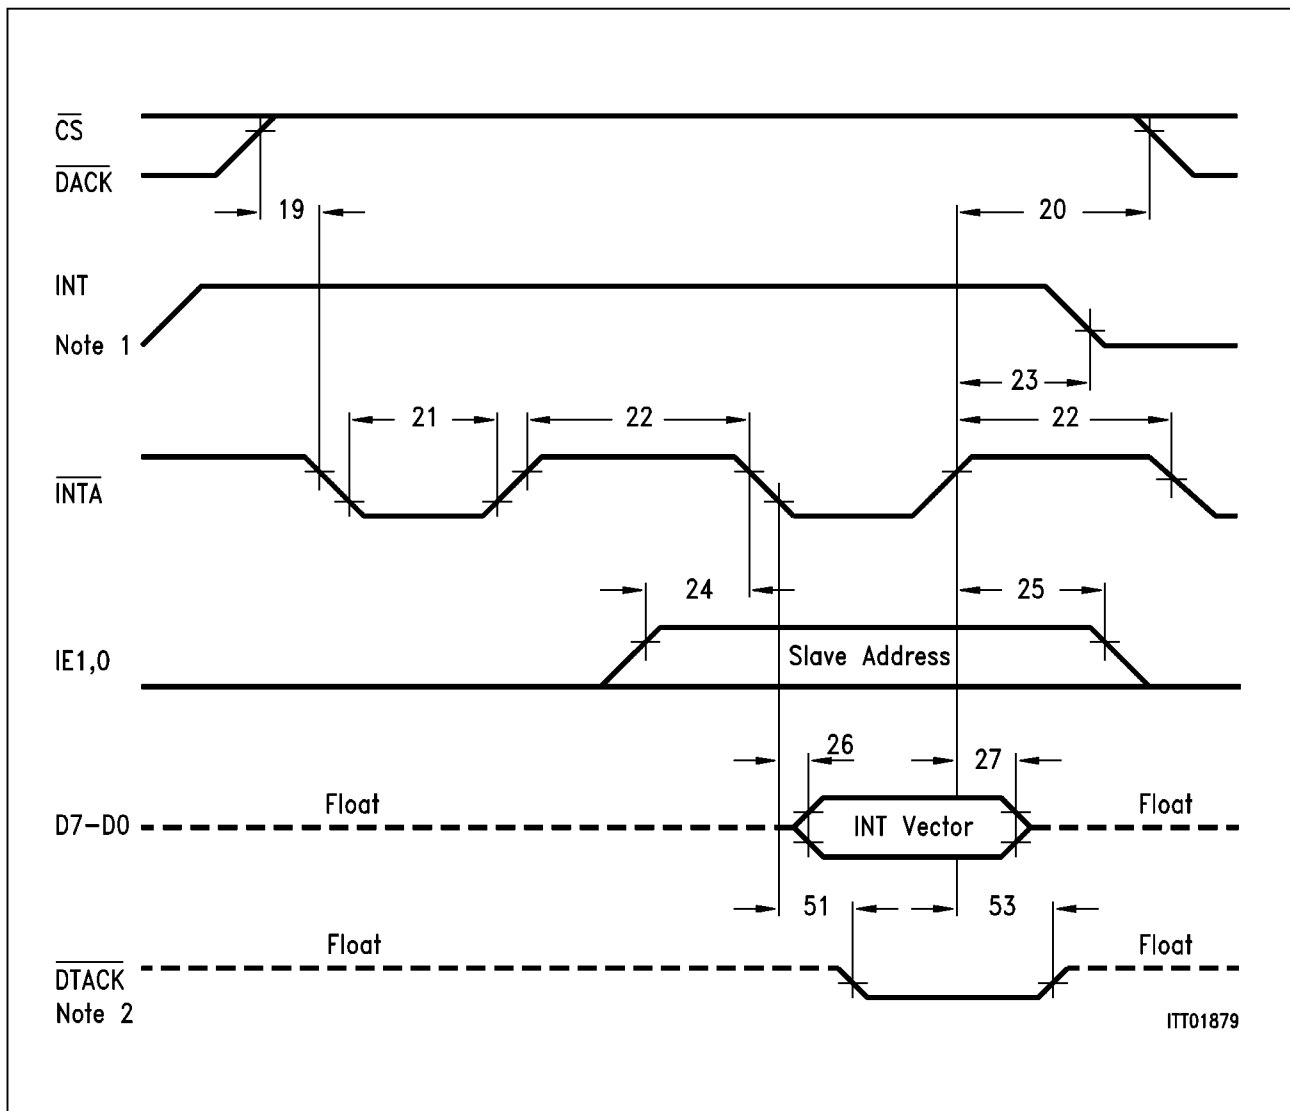 CS
DACK
19
20
INT
Note 1
23
21
22
22
INTA
24
25
IE1,0
Slave Address
26
27
Float
Float
D7-D0
INT Vector
51
53
Float
Float
DTACK
Note 2
ITT01879